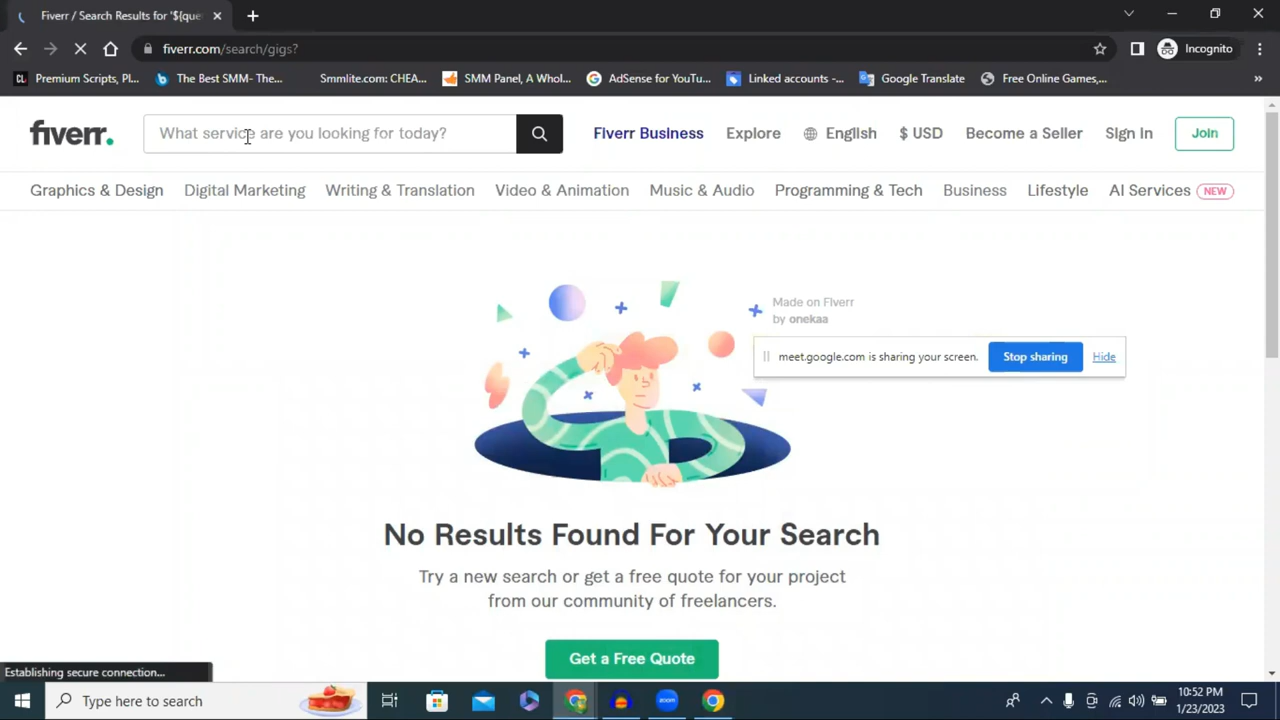 Fiverr / Search Results for '${que
fiverr.com/search/gigs?
Incognito
CL Premium Scripts, Pl...
The Best SMM- The...
Smmlite.com: CHEA...
SMM Panel, A Whol...
AdSense for YouTu...
Linked accounts -...
Google Translate
Free Online Games,...
»
fiverr.
What service are you looking for today?
Fiverr Business
Explore
English
$ USD
Become a Seller
Sign In
Join
Graphics & Design
Digital Marketing
Writing & Translation
Video & Animation
Music & Audio
Programming & Tech
Business
Lifestyle
AI Services NEW
Made on Fiverr
by onekaa
meet.google.com is sharing your screen.
Stop sharing
Hide
No Results Found For Your Search
Try a new search or get a free quote for your project
from our community of freelancers.
Get a Free Quote
Establishing secure connection...
Type here to search
zoom
10:52 PM
1/23/2023